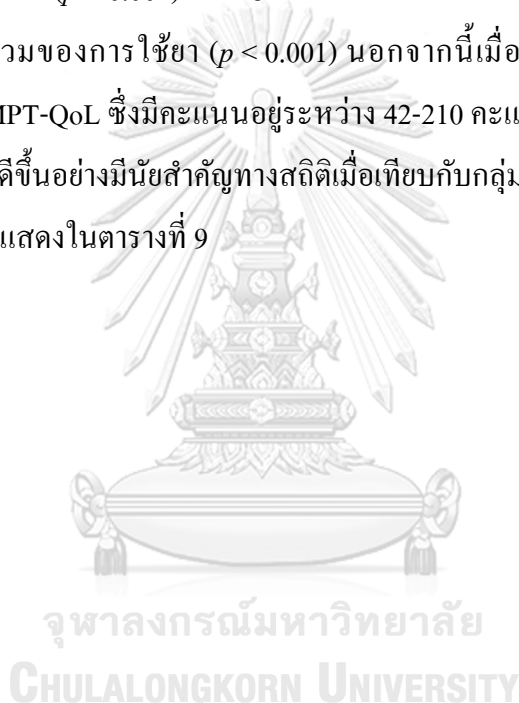 วมของการใช้ยา (p < 0.001) นอกจากนี้เมื่อ
MPT-QoL ซึ่งมีคะแนนอยู่ระหว่าง 42-210 คะแ
ดีขึ้นอย่างมีนัยสำคัญทางสถิติเมื่อเทียบกับกลุ่ม
แสดงในตารางที่ 9
จุฬาลงกรณ์มหาวิทยาลัย
CHULALONGKORN UNIVERSITY